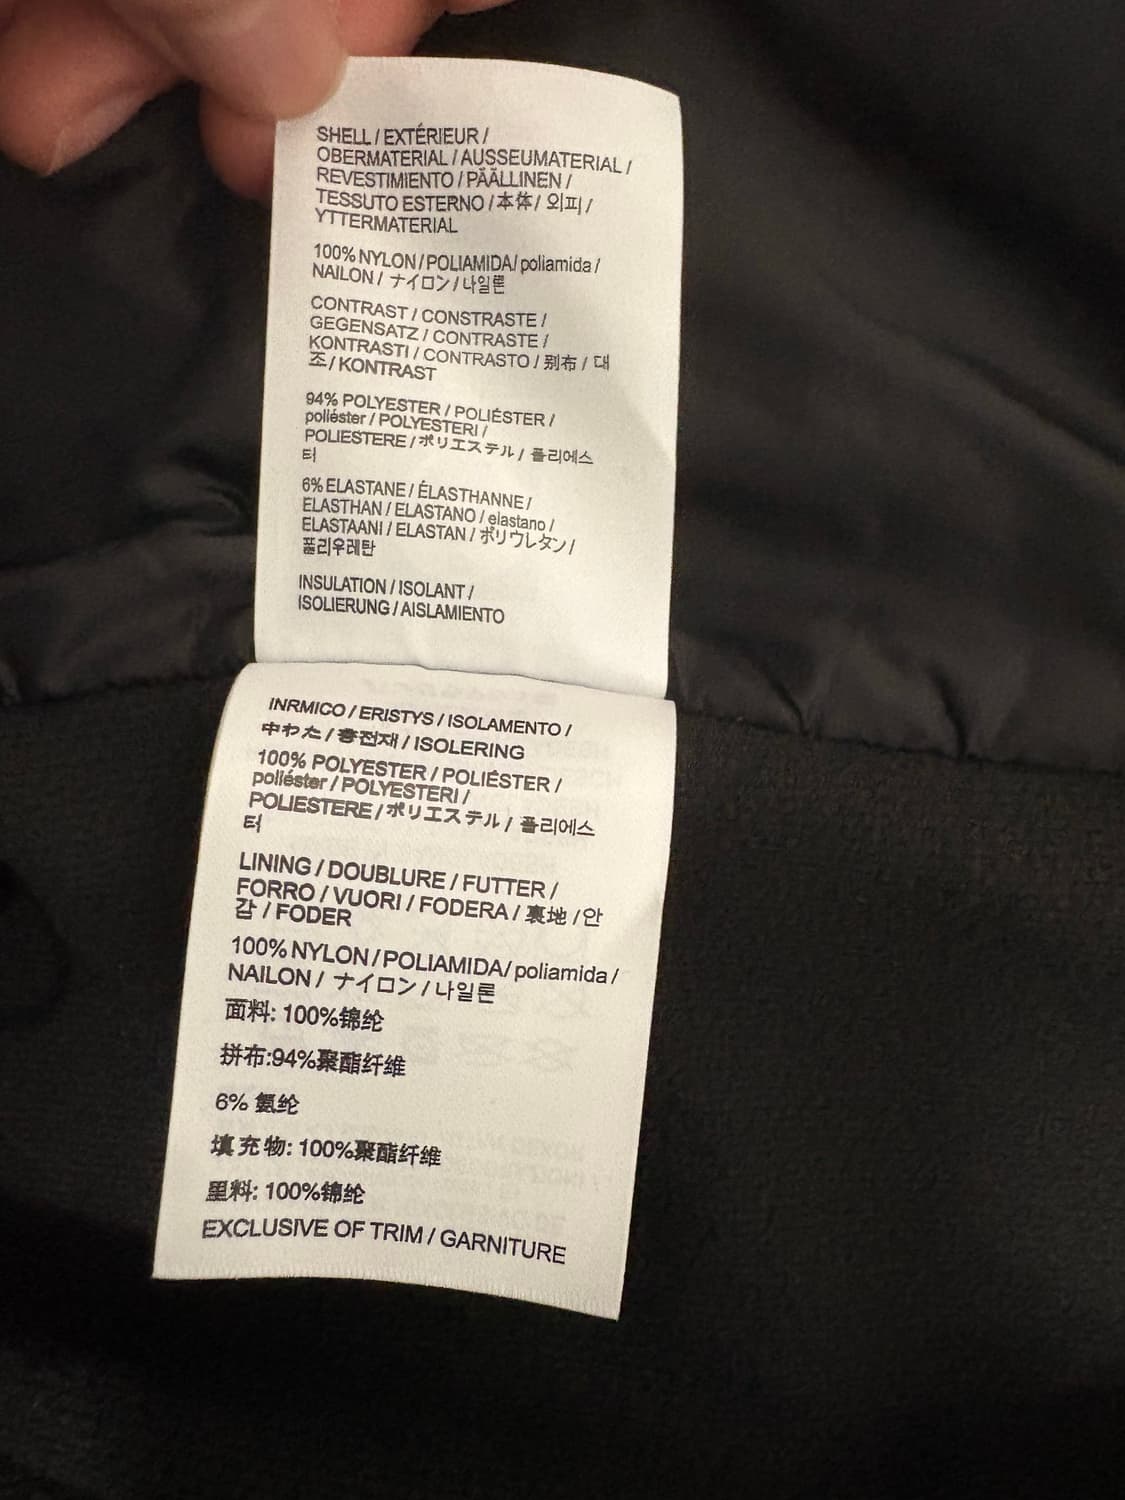 SHELL / EXTÉRIEUR /
OBERMATERIAL / AUSSEUMATERIAL /
REVESTIMIENTO / PÄÄLLINEN /
TESSUTO ESTERNO / 本体 / 외피 /
YTTERMATERIAL
100% NYLON / POLIAMIDA / poliamida /
NAILON / ナイロン / 나일론
CONTRAST / CONSTRASTE /
GEGENSATZ / CONTRASTE /
KONTRASTI / CONTRASTO / 别布 / 대
조 / KONTRAST
94% POLYESTER / POLIÉSTER /
poliéster / POLYESTERI /
POLIESTERE / ポリエステル / 폴리에스
터
6% ELASTANE / ÉLASTHANNE /
ELASTHAN / ELASTANO / elastano /
ELASTAANI / ELASTAN / ポリウレタン /
폴리우레탄
INSULATION / ISOLANT /
ISOLIERUNG / AISLAMIENTO
INRMICO / ERISTYS / ISOLAMENTO /
中わた / 충전재 / ISOLERING
100% POLYESTER / POLIÉSTER /
poliéster / POLYESTERI /
POLIESTERE / ポリエステル / 폴리에스
터
LINING / DOUBLURE / FUTTER /
FORRO / VUORI / FODERA / 裏地 / 안
감 / FODER
100% NYLON / POLIAMIDA / poliamida /
NAILON / ナイロン / 나일론
面料: 100%锦纶
拼布:94%聚酯纤维
6% 氨纶
填充物: 100%聚酯纤维
里料: 100%锦纶
EXCLUSIVE OF TRIM / GARNITURE